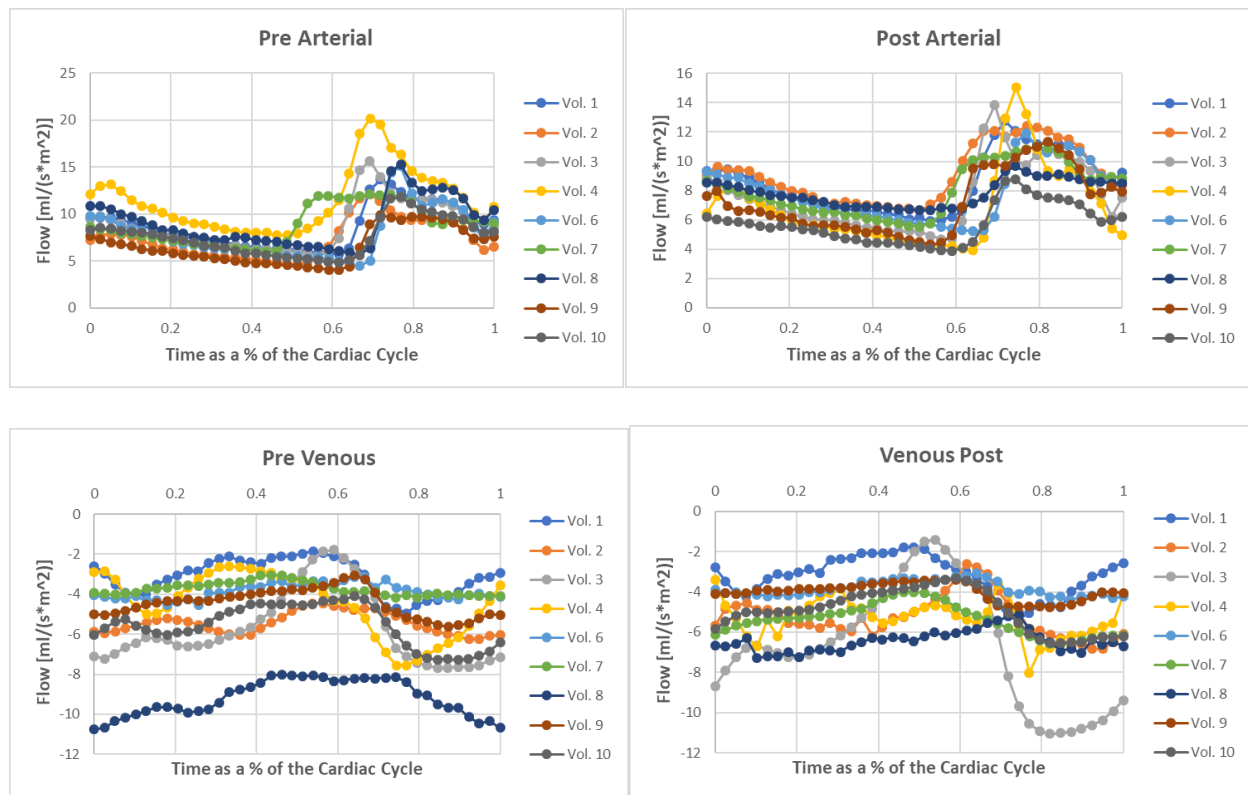 Pre Arterial
Flow [ml/(s*m^2)]
25
20
15
10
5
0
0
0.2
0.4
0.6
0.8
1
Time as a % of the Cardiac Cycle
Vol. 1
Vol. 2
Vol. 3
Vol. 4
Vol. 6
Vol. 7
Vol. 8
Vol. 9
Vol. 10
Post Arterial
Flow [ml/(s*m^2)]
16
14
12
10
8
6
4
2
0
0
0.2
0.4
0.6
0.8
1
Time as a % of the Cardiac Cycle
Vol. 1
Vol. 2
Vol. 3
Vol. 4
Vol. 6
Vol. 7
Vol. 8
Vol. 9
Vol. 10
Pre Venous
0
0.2
0.4
0.6
0.8
1
Flow [ml/(s*m^2)]
0
-2
-4
-6
-8
-10
-12
Time as a % of the Cardiac Cycle
Vol. 1
Vol. 2
Vol. 3
Vol. 4
Vol. 6
Vol. 7
Vol. 8
Vol. 9
Vol. 10
Venous Post
0
0.2
0.4
0.6
0.8
1
Flow [ml/(s*m^2)]
0
-2
-4
-6
-8
-10
-12
Time as a % of the Cardiac Cycle
Vol. 1
Vol. 2
Vol. 3
Vol. 4
Vol. 6
Vol. 7
Vol. 8
Vol. 9
Vol. 10